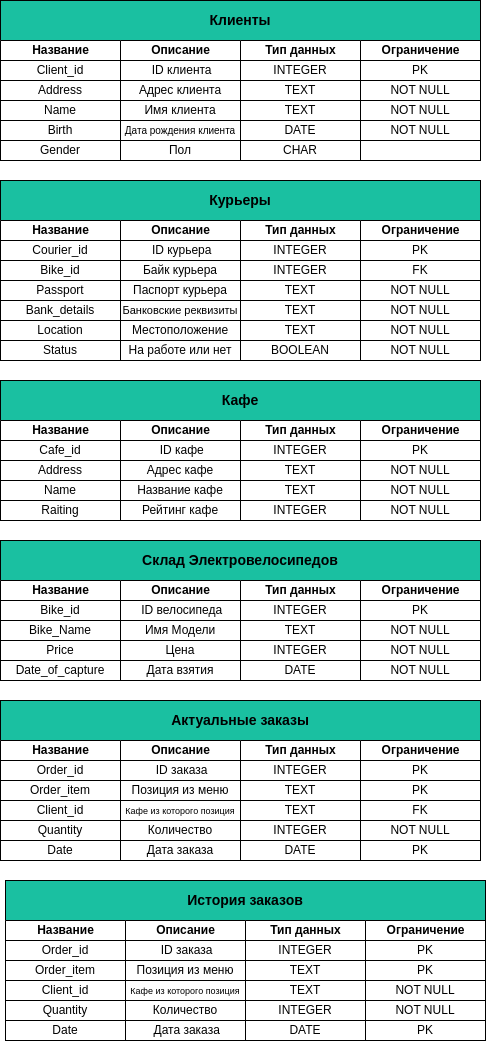 Клиенты
Название Описание Тип данных Ограничение
Client_id ID клиента INTEGER PK
Address Адрес клиента TEXT NOT NULL
Name Имя клиента TEXT NOT NULL
Birth Дата рождения клиента DATE NOT NULL
Gender Пол CHAR
Курьеры
Название Описание Тип данных Ограничение
Courier_id ID курьера INTEGER PK
Bike_id Байк курьера INTEGER FK
Passport Паспорт курьера TEXT NOT NULL
Bank_details Банковские реквизиты TEXT NOT NULL
Location Местоположение TEXT NOT NULL
Status На работе или нет BOOLEAN NOT NULL
Кафе
Название Описание Тип данных Ограничение
Cafe_id ID кафе INTEGER PK
Address Адрес кафе TEXT NOT NULL
Name Название кафе TEXT NOT NULL
Raiting Рейтинг кафе INTEGER NOT NULL
Склад Электровелосипедов
Название Описание Тип данных Ограничение
Bike_id ID велосипеда INTEGER PK
Bike_Name Имя Модели TEXT NOT NULL
Price Цена INTEGER NOT NULL
Date_of_capture Дата взятия DATE NOT NULL
Актуальные заказы
Название Описание Тип данных Ограничение
Order_id ID заказа INTEGER PK
Order_item Позиция из меню TEXT PK
Client_id Кафе из которого позиция TEXT FK
Quantity Количество INTEGER NOT NULL
Date Дата заказа DATE PK
История заказов
Название Описание Тип данных Ограничение
Order_id ID заказа INTEGER PK
Order_item Позиция из меню TEXT PK
Client_id Кафе из которого позиция TEXT NOT NULL
Quantity Количество INTEGER NOT NULL
Date Дата заказа DATE PK